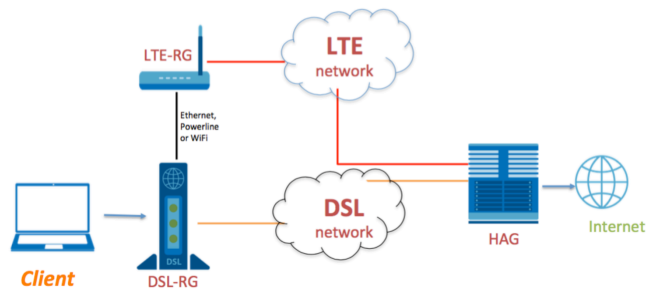 LTE-RG
LTE
network
Ethernet,
Powerline
or WiFi
DSL
network
DSL
Client
DSL-RG
HAG
Internet